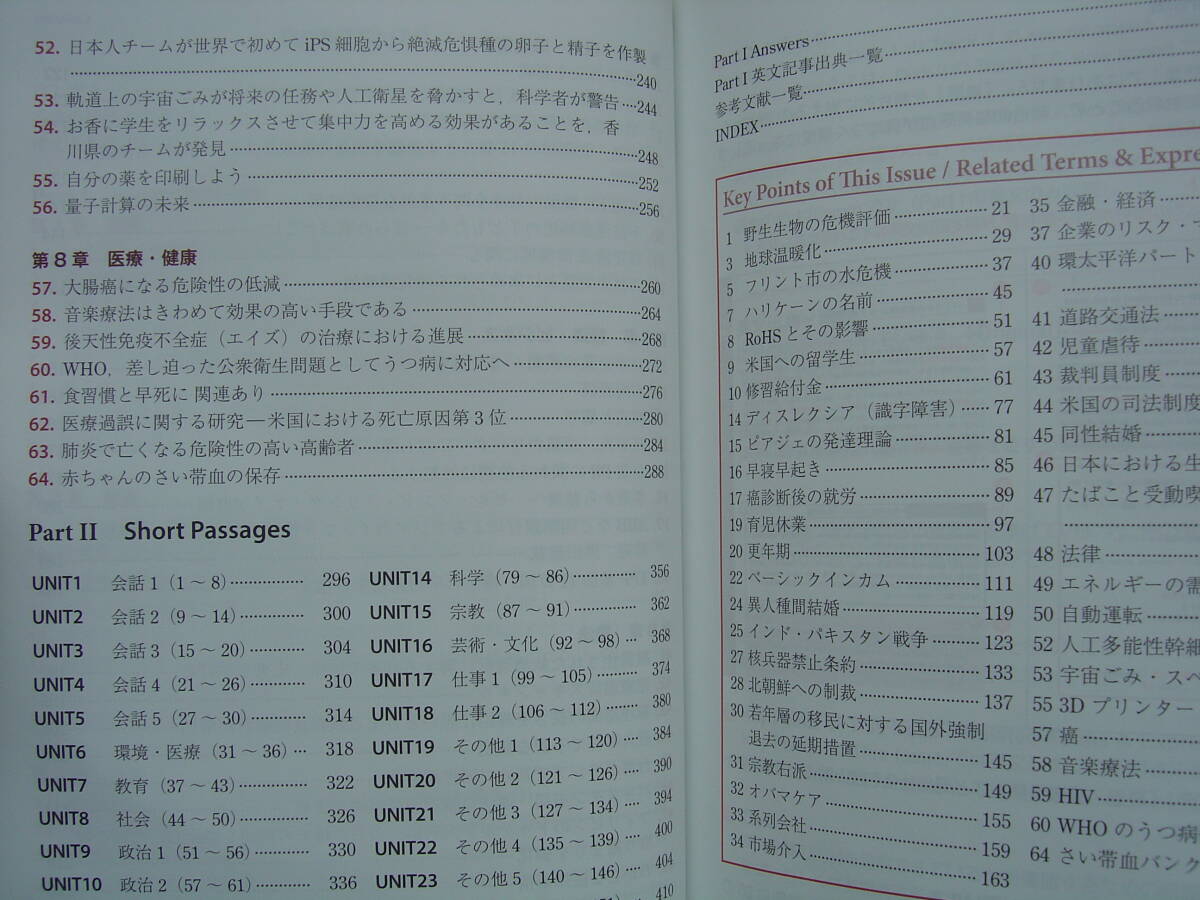 52. 日本人チームが世界で初めて iPS 細胞から絶滅危惧種の卵子と精子を作製
240
53. 軌道上の宇宙ごみが将来の任務や人工衛星を脅かすと，科学者が警告 244
54. お香に学生をリラックスさせて集中力を高める効果があることを，香
川県のチームが発見 248
55. 自分の薬を印刷しよう 252
56. 量子計算の未来 256
第 8 章 医療・健康
57. 大腸癌になる危険性の低減 260
58. 音楽療法はきわめて効果の高い手段である 264
59. 後天性免疫不全症（エイズ）の治療における進展 268
60. WHO，差し迫った公衆衛生問題としてうつ病に対応へ 272
61. 食習慣と早死に 関連あり 276
62. 医療過誤に関する研究―米国における死亡原因第 3 位 280
63. 肺炎で亡くなる危険性の高い高齢者 284
64. 赤ちゃんのさい帯血の保存 288
Part II Short Passages
UNIT1 会話 1（1 ～ 8） 296
UNIT2 会話 2（9 ～ 14） 300
UNIT3 会話 3（15 ～ 20） 304
UNIT4 会話 4（21 ～ 26） 310
UNIT5 会話 5（27 ～ 30） 314
UNIT6 環境・医療（31 ～ 36） 318
UNIT7 教育（37 ～ 43） 322
UNIT8 社会（44 ～ 50） 326
UNIT9 政治 1（51 ～ 56） 330
UNIT10 政治 2（57 ～ 61） 336
UNIT14 科学（79 ～ 86） 356
UNIT15 宗教（87 ～ 91） 362
UNIT16 芸術・文化（92 ～ 98） 368
UNIT17 仕事 1（99 ～ 105） 374
UNIT18 仕事 2（106 ～ 112） 380
UNIT19 その他 1（113 ～ 120） 384
UNIT20 その他 2（121 ～ 126） 390
UNIT21 その他 3（127 ～ 134） 394
UNIT22 その他 4（135 ～ 139） 400
UNIT23 その他 5（140 ～ 146） 404
410
Part I Answers
Part I 英文記事出典一覧
参考文献一覧
INDEX
Key Points of This Issue / Related Terms & Expre
1 野生生物の危機評価 21
3 地球温暖化 29
5 フリント市の水危機 37
7 ハリケーンの名前 45
8 RoHS とその影響 51
9 米国への留学生 57
10 修習給付金 61
14 ディスレクシア（識字障害） 77
15 ピアジェの発達理論 81
16 早寝早起き 85
17 癌診断後の就労 89
19 育児休業 97
20 更年期 103
22 ベーシックインカム 111
24 異人種間結婚 119
25 インド・パキスタン戦争 123
27 核兵器禁止条約 133
28 北朝鮮への制裁 137
30 若年層の移民に対する国外強制
退去の延期措置 145
31 宗教右派 149
32 オバマケア 155
33 系列会社 159
34 市場介入 163
35 金融・経済
37 企業のリスク・
40 環太平洋パート
41 道路交通法
42 児童虐待
43 裁判員制度
44 米国の司法制度
45 同性結婚
46 日本における生
47 たばこと受動喫
48 法律
49 エネルギーの需
50 自動運転
52 人工多能性幹細
53 宇宙ごみ・スペ
55 3D プリンター
57 癌
58 音楽療法
59 HIV
60 WHO のうつ病
64 さい帯血バンク